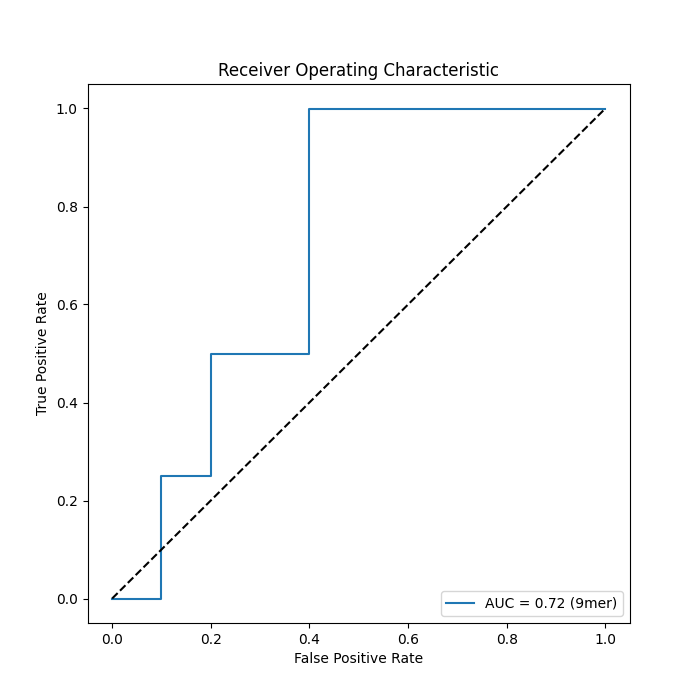 Receiver Operating Characteristic
True Positive Rate
1.0
0.8
0.6
0.4
0.2
0.0
AUC = 0.72 (9mer)
0.0 0.2 0.4 0.6 0.8 1.0
False Positive Rate